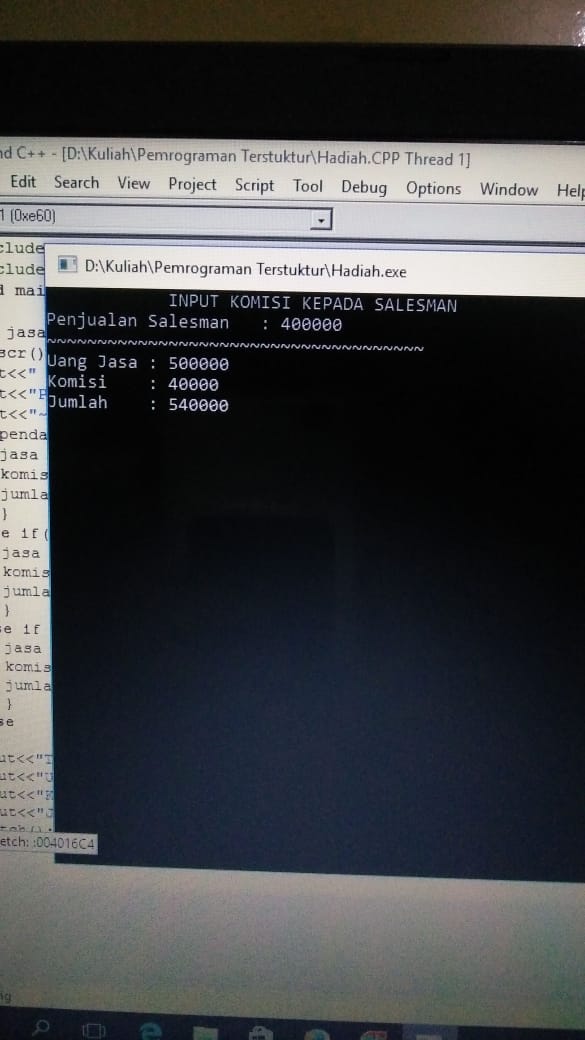 nd C++ - [D:\Kuliah\Pemrograman Terstuktur\Hadiah.CPP Thread 1]
Edit Search View Project Script Tool Debug Options Window Help
1 (0xe60)
clude
clude
d mai
D:\Kuliah\Pemrograman Terstuktur\Hadiah.exe
INPUT KOMISI KEPADA SALESMAN
Penjualan Salesman : 400000
~~~~~~~~~~~~~~~~~~~~~~~~~~~~~~~~~~~~~
Uang Jasa : 500000
Komisi : 40000
Jumlah : 540000
jasa
scr()
t<<"
t<<"P
t<<"~
penda
jasa
komis
jumla
}
e if(
jasa
komis
jumla
}
se if
jasa
komis
jumla
}
se
ut<<"T
ut<<"U
ut<<"K
ut<<"J
etch: :004016C4